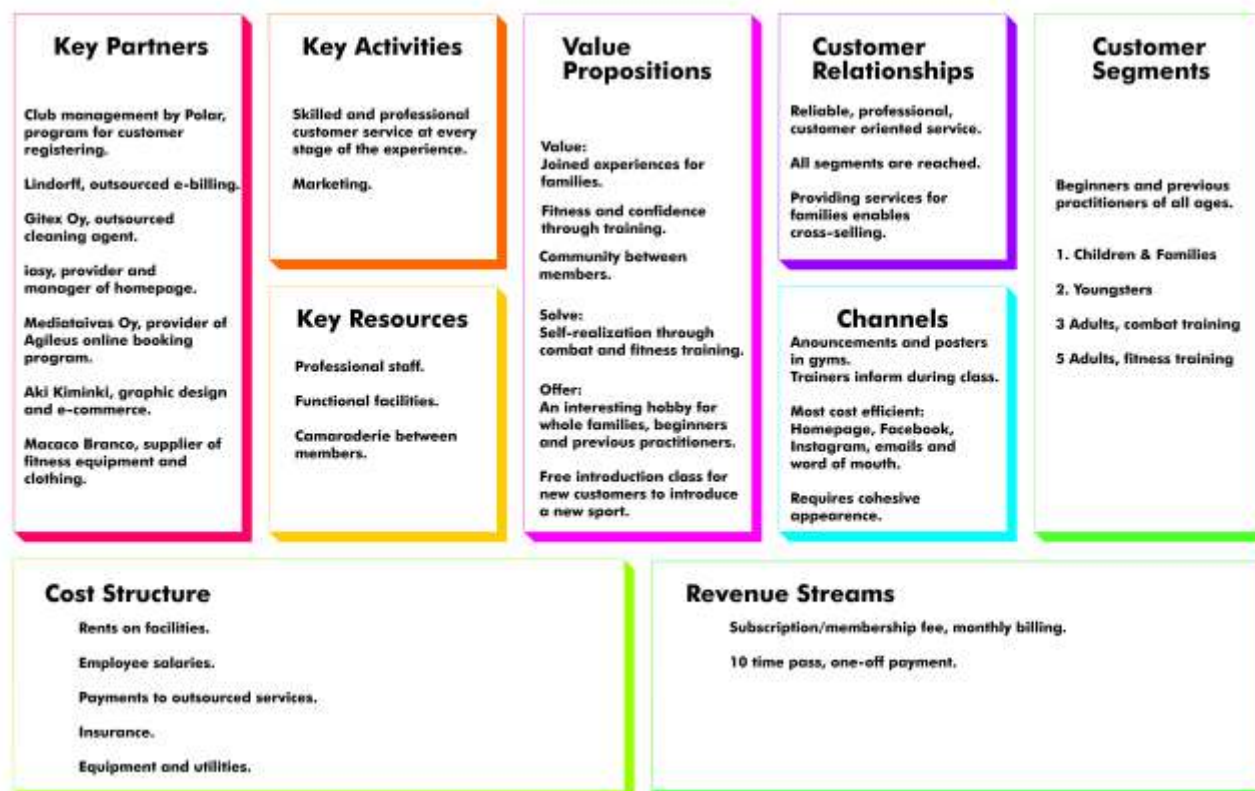 Key Partners
Club management by Polar,
program for customer
registering.
Lindorff, outsourced e-billing.
Gitex Oy, outsourced
cleaning agent.
iasy, provider and
manager of homepage.
Mediataivas Oy, provider of
Agileus online booking
program.
Aki Kiminki, graphic design
and e-commerce.
Macaco Branco, supplier of
fitness equipment and
clothing.
Key Activities
Skilled and professional
customer service at every
stage of the experience.
Marketing.
Key Resources
Professional staff.
Functional facilities.
Camaraderie between
members.
Value
Propositions
Value:
Joined experiences for
families.
Fitness and confidence
through training.
Community between
members.
Solve:
Self-realization through
combat and fitness training.
Offer:
An interesting hobby for
whole families, beginners
and previous practitioners.
Free introduction class for
new customers to introduce
a new sport.
Customer
Relationships
Reliable, professional,
customer oriented service.
All segments are reached.
Providing services for
families enables
cross-selling.
Channels
Anouncements and posters
in gyms.
Trainers inform during class.
Most cost efficient:
Homepage, Facebook,
Instagram, emails and
word of mouth.
Requires cohesive
appearence.
Customer
Segments
Beginners and previous
practitioners of all ages.
1. Children & Families
2. Youngsters
3 Adults, combat training
5 Adults, fitness training
Cost Structure
Rents on facilities.
Employee salaries.
Payments to outsourced services.
Insurance.
Equipment and utilities.
Revenue Streams
Subscription/membership fee, monthly billing.
10 time pass, one-off payment.